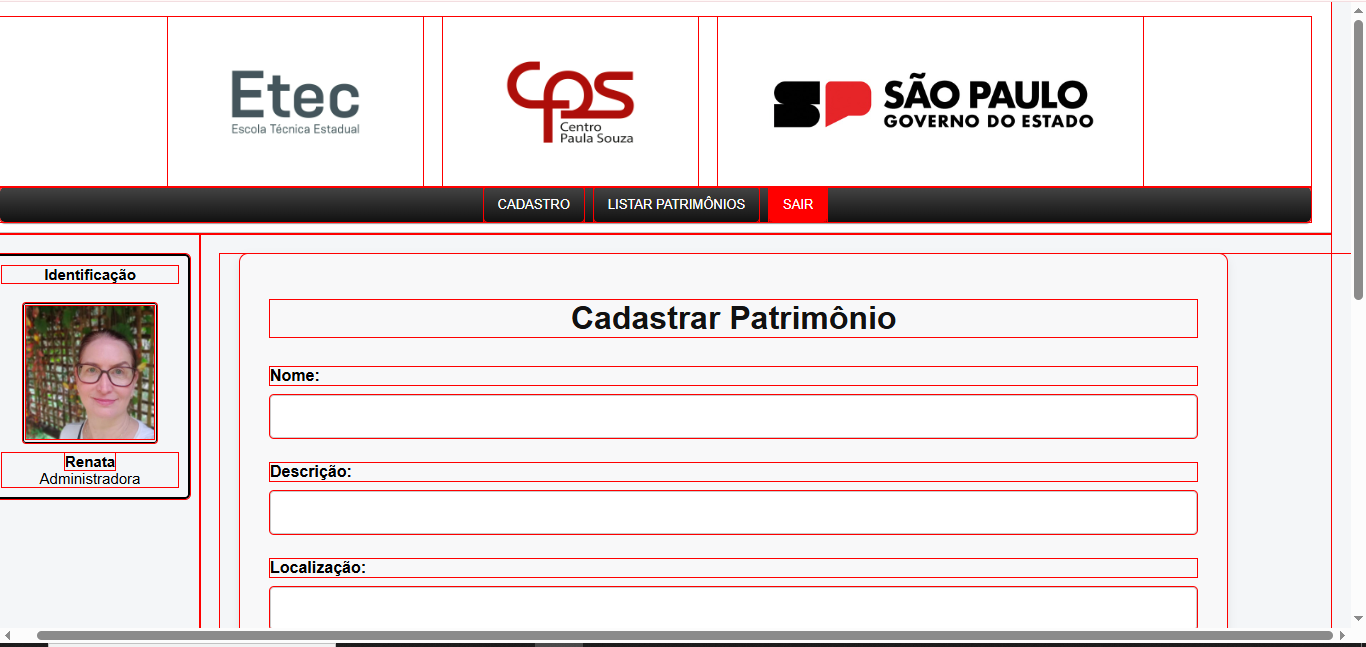 Etec
Escola Técnica Estadual
CPS
Centro
Paula Souza
SP
SÃO PAULO
GOVERNO DO ESTADO
CADASTRO
LISTAR PATRIMÔNIOS
SAIR
Identificação
Renata
Administradora
Cadastrar Patrimônio
Nome:
Descrição:
Localização: